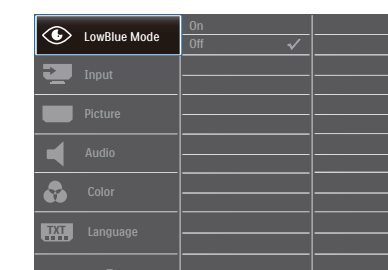 LowBlue Mode
On
Off
Input
Picture
Audio
Color
TXT
Language